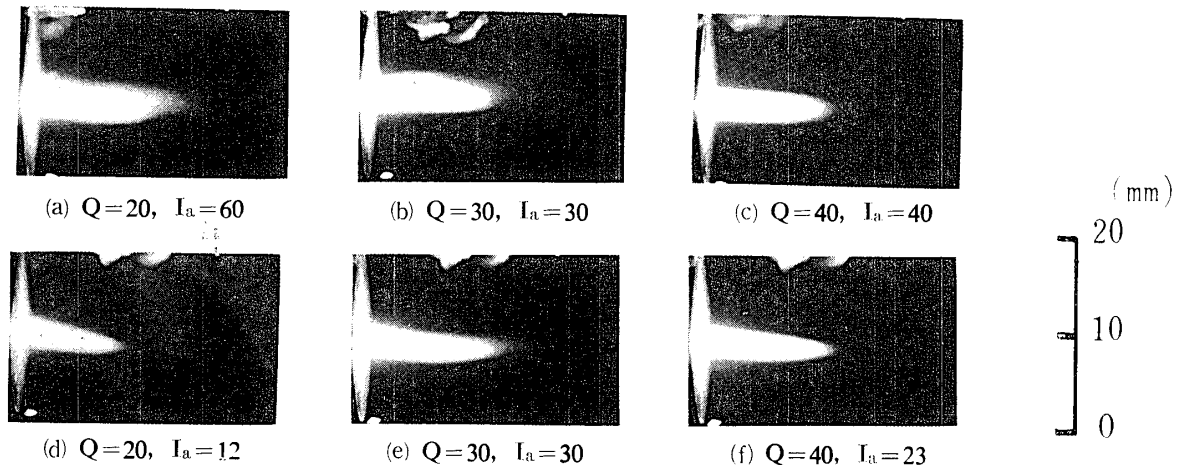 (a) Q=20, Iₐ=60
(b) Q=30, Iₐ=30
(c) Q=40, Iₐ=40
(mm)
20
10
0
(d) Q=20, Iₐ=12
(e) Q=30, Iₐ=30
(f) Q=40, Iₐ=23